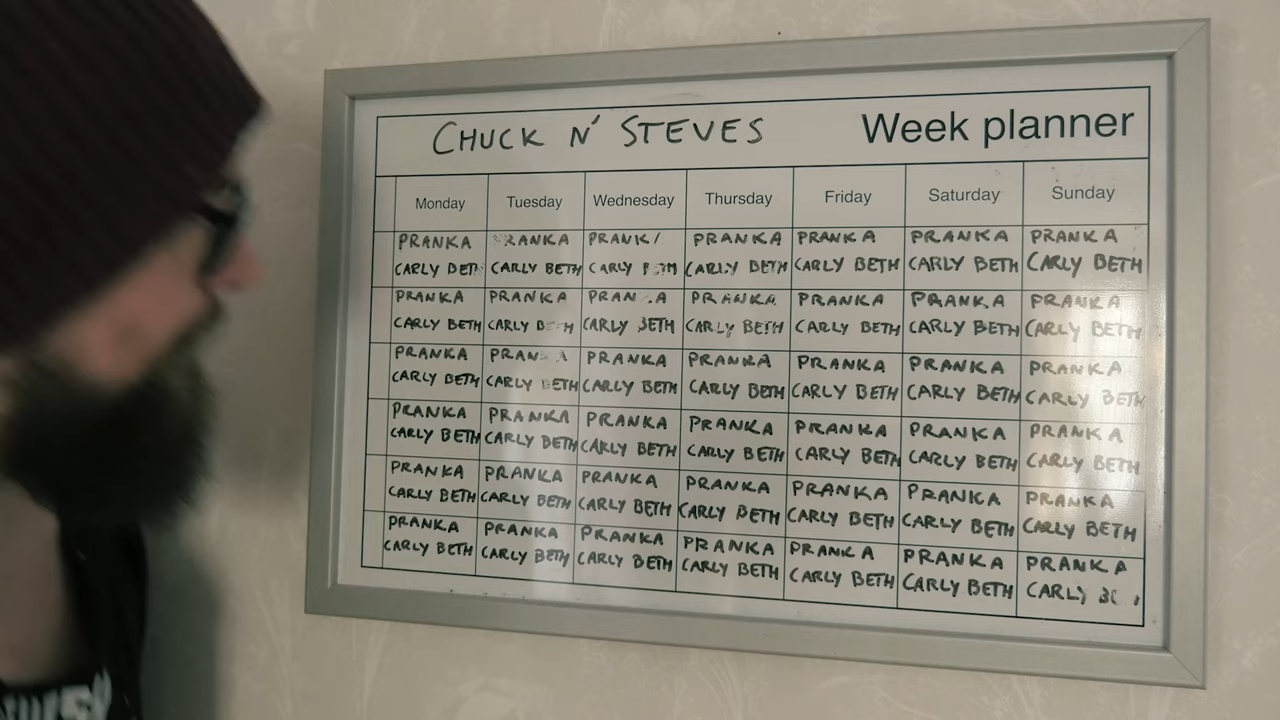 CHUCK N' STEVES Week planner
Monday Tuesday Wednesday Thursday Friday Saturday Sunday
PRANKA PRANKA PRANKA PRANKA PRANKA PRANKA PRANKA
CARLY BETH CARLY BETH CARLY BETH CARLY BETH CARLY BETH CARLY BETH CARLY BETH
PRANKA PRANKA PRANKA PRANKA PRANKA PRANKA PRANKA
CARLY BETH CARLY BETH CARLY BETH CARLY BETH CARLY BETH CARLY BETH CARLY BETH
PRANKA PRANKA PRANKA PRANKA PRANKA PRANKA PRANKA
CARLY BETH CARLY BETH CARLY BETH CARLY BETH CARLY BETH CARLY BETH CARLY BETH
PRANKA PRANKA PRANKA PRANKA PRANKA PRANKA PRANKA
CARLY BETH CARLY BETH CARLY BETH CARLY BETH CARLY BETH CARLY BETH CARLY BETH
PRANKA PRANKA PRANKA PRANKA PRANKA PRANKA PRANKA
CARLY BETH CARLY BETH CARLY BETH CARLY BETH CARLY BETH CARLY BETH CARLY BETH
PRANKA PRANKA PRANKA PRANKA PRANKA PRANKA PRANKA
CARLY BETH CARLY BETH CARLY BETH CARLY BETH CARLY BETH CARLY BETH CARLY